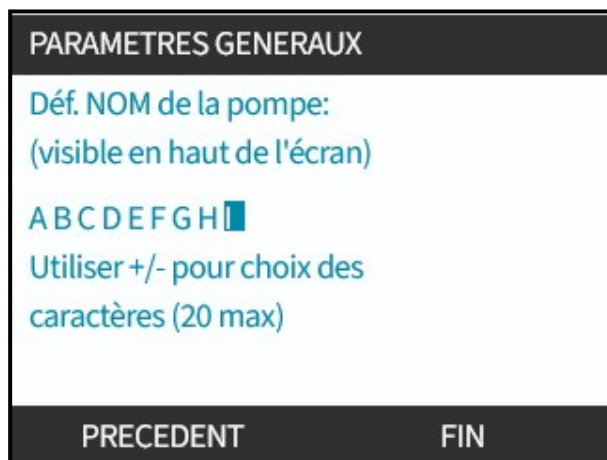 PARAMETRES GENERAUX
Déf. NOM de la pompe:
(visible en haut de l'écran)
A B C D E F G H I
Utiliser +/- pour choix des
caractères (20 max)
PRECEDENT FIN